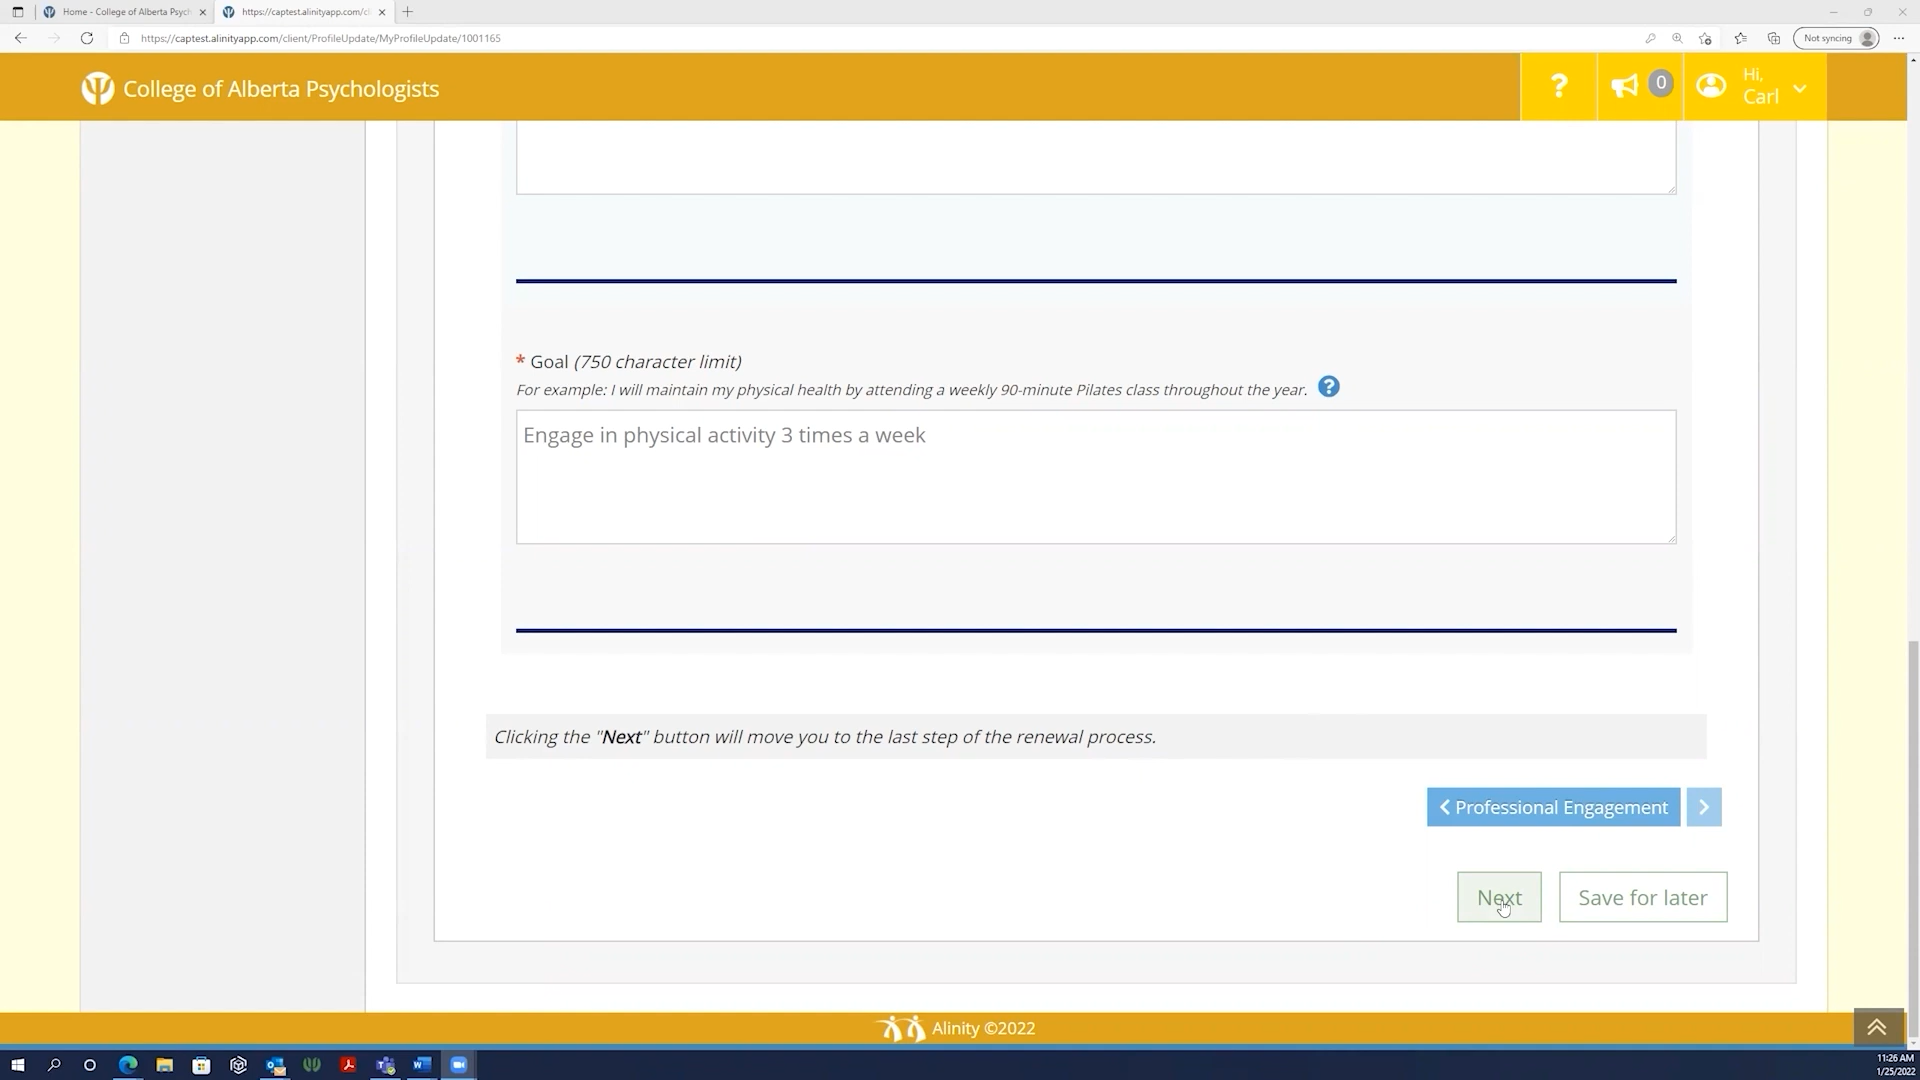 Home - College of Alberta Psych
https://captest.alinityapp.com/cl
https://captest.alinityapp.com/client/ProfileUpdate/MyProfileUpdate/1001165
Not syncing
College of Alberta Psychologists
?
0
Hi,
Carl
* Goal (750 character limit)
For example: I will maintain my physical health by attending a weekly 90-minute Pilates class throughout the year.
?
Engage in physical activity 3 times a week
Clicking the "Next" button will move you to the last step of the renewal process.
Professional Engagement
Next
Save for later
Alinity ©2022
11:26 AM
1/25/2022